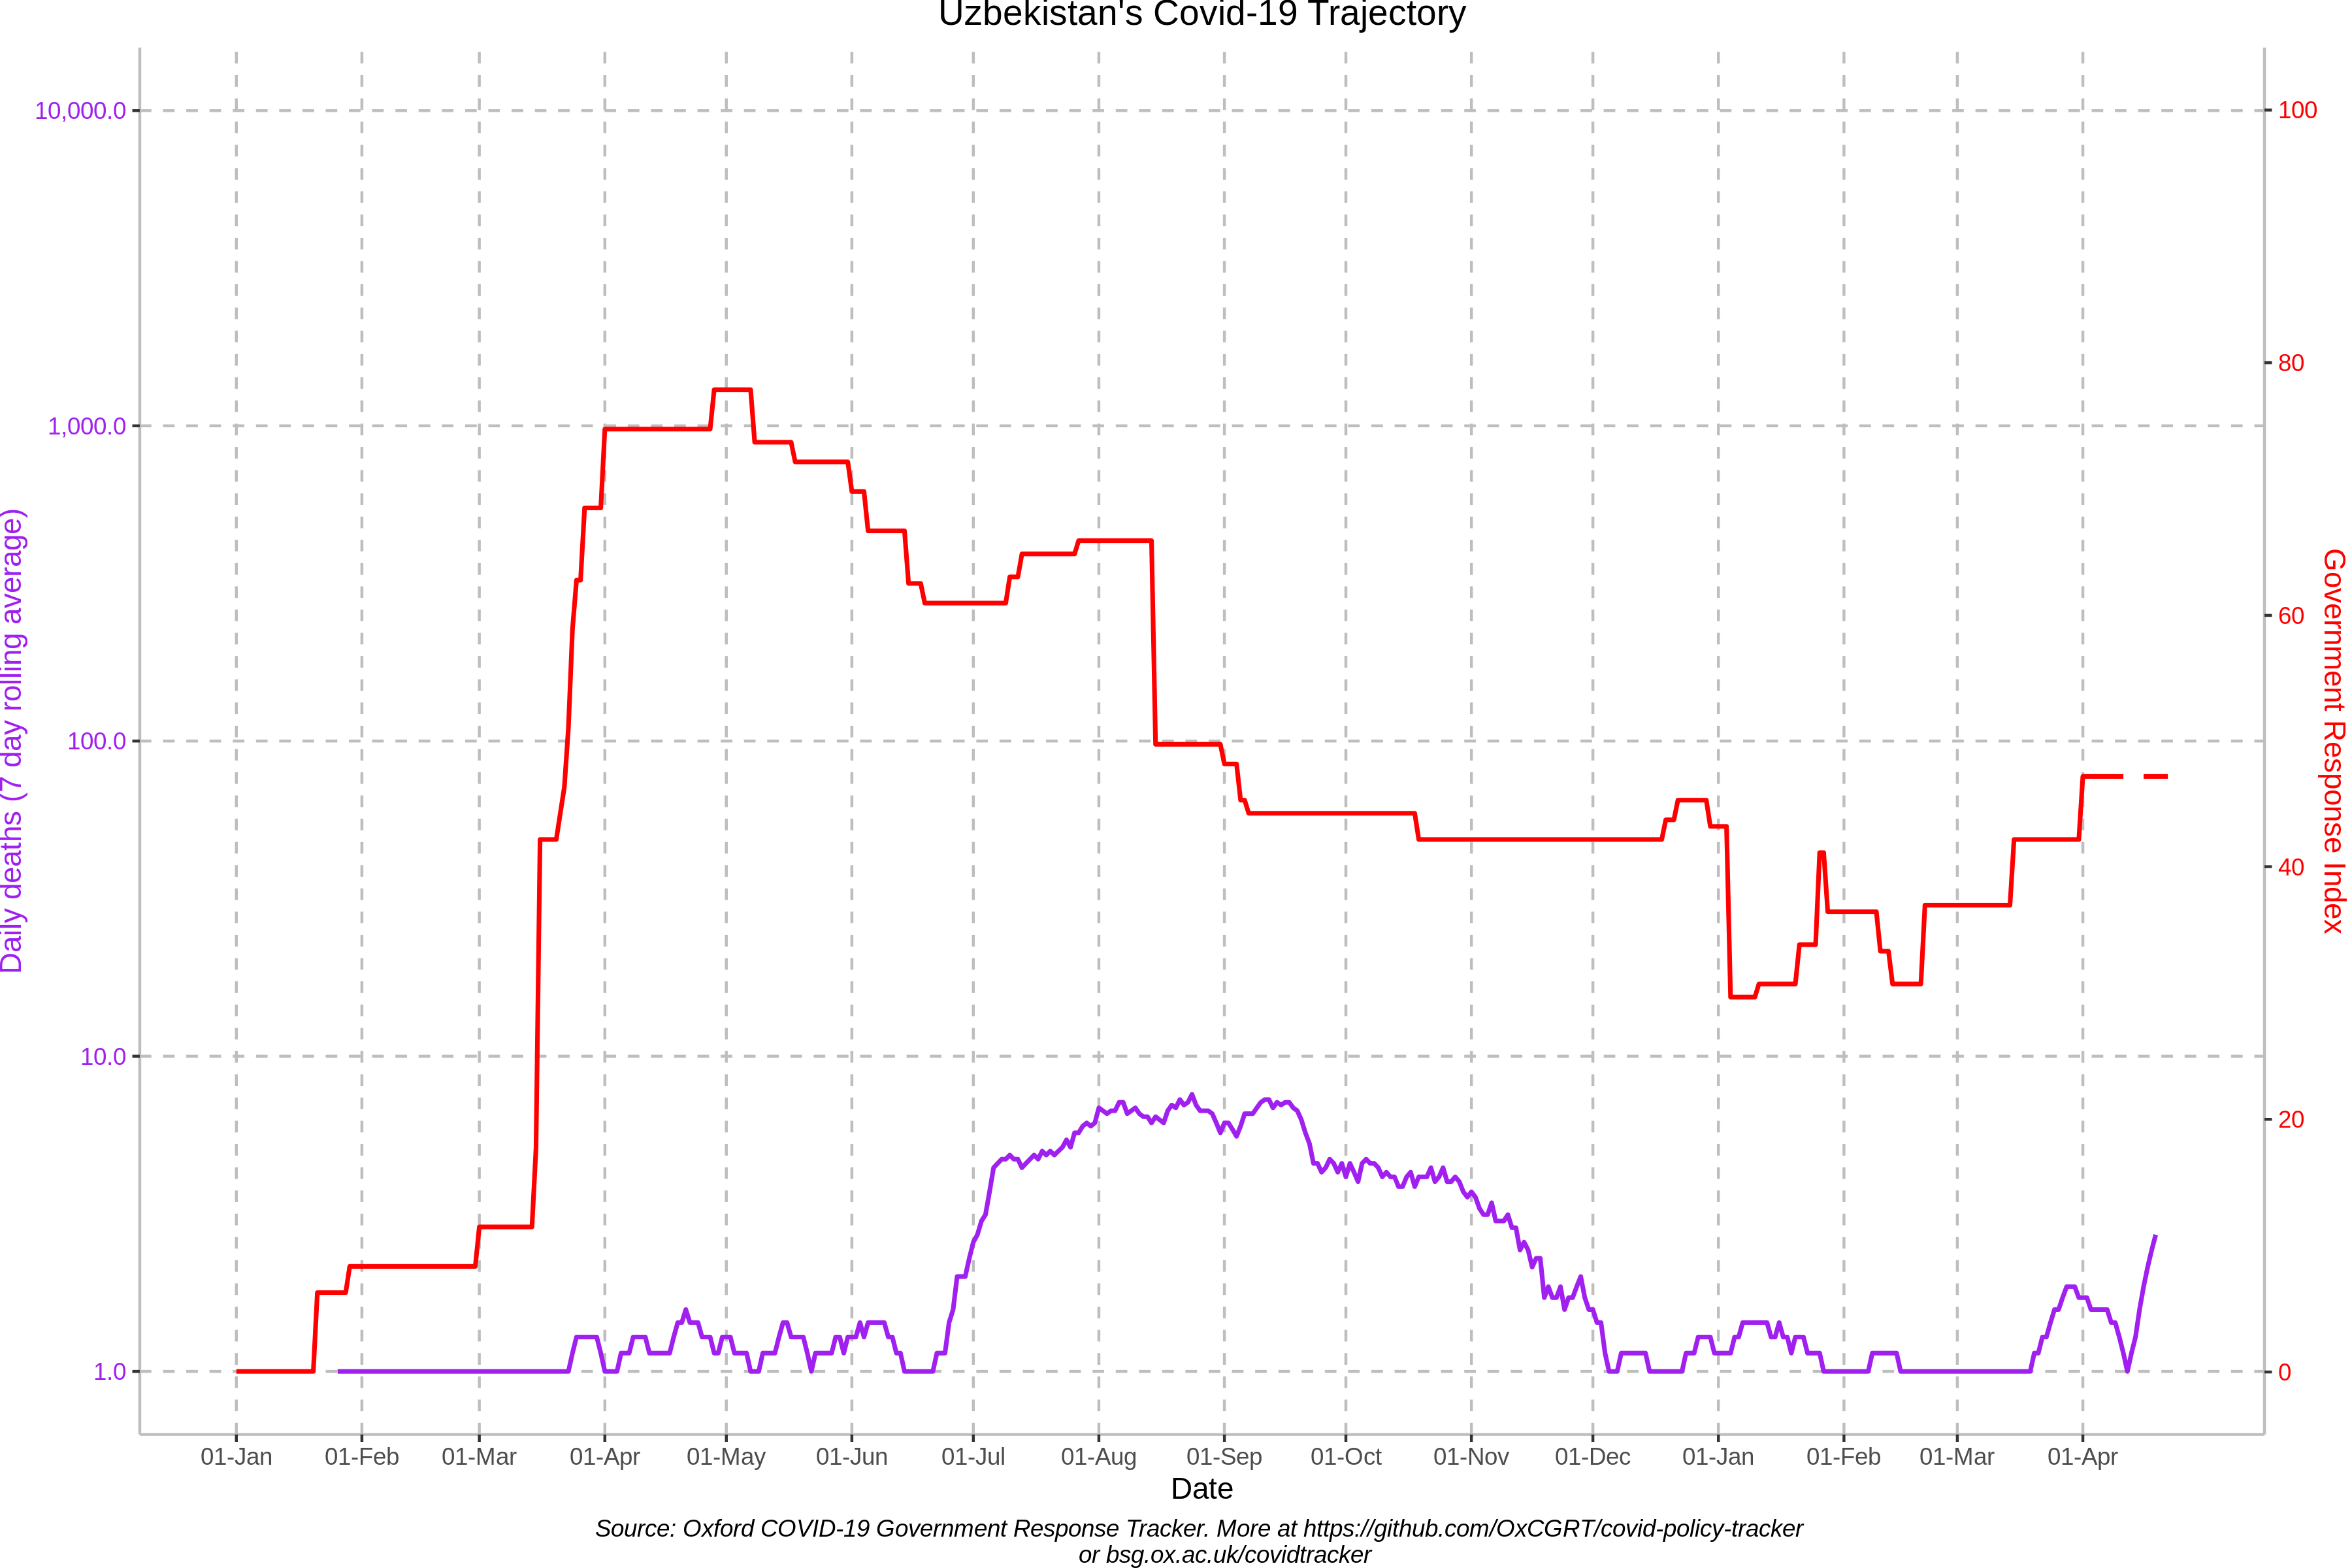 Uzbekistan's Covid-19 Trajectory
10,000.0
1,000.0
100.0
10.0
1.0
Daily deaths (7 day rolling average)
100
80
60
40
20
0
Government Response Index
01-Jan 01-Feb 01-Mar 01-Apr 01-May 01-Jun 01-Jul 01-Aug 01-Sep 01-Oct 01-Nov 01-Dec 01-Jan 01-Feb 01-Mar 01-Apr
Date
Source: Oxford COVID-19 Government Response Tracker. More at https://github.com/OxCGRT/covid-policy-tracker
or bsg.ox.ac.uk/covidtracker